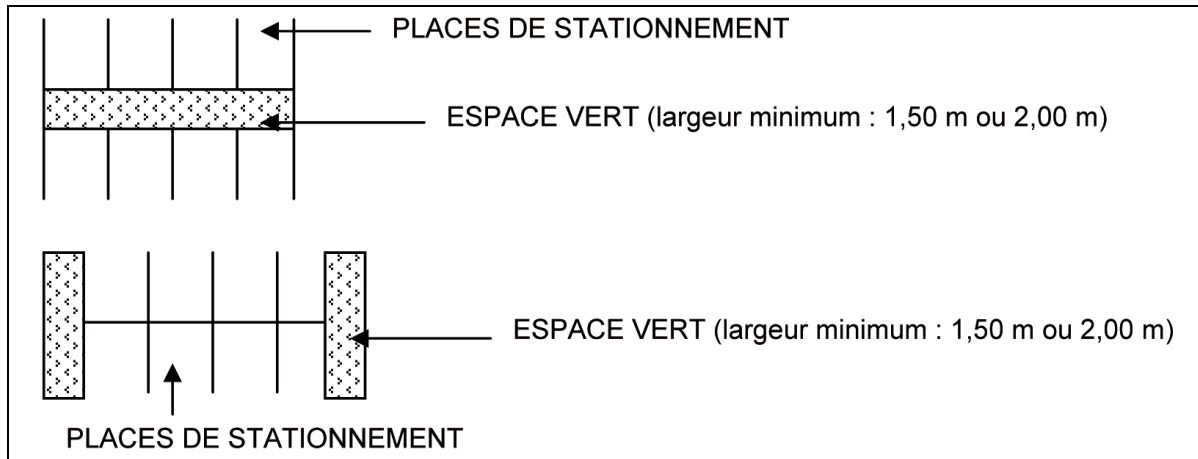 PLACES DE STATIONNEMENT
ESPACE VERT (largeur minimum : 1,50 m ou 2,00 m)
ESPACE VERT (largeur minimum : 1,50 m ou 2,00 m)
PLACES DE STATIONNEMENT